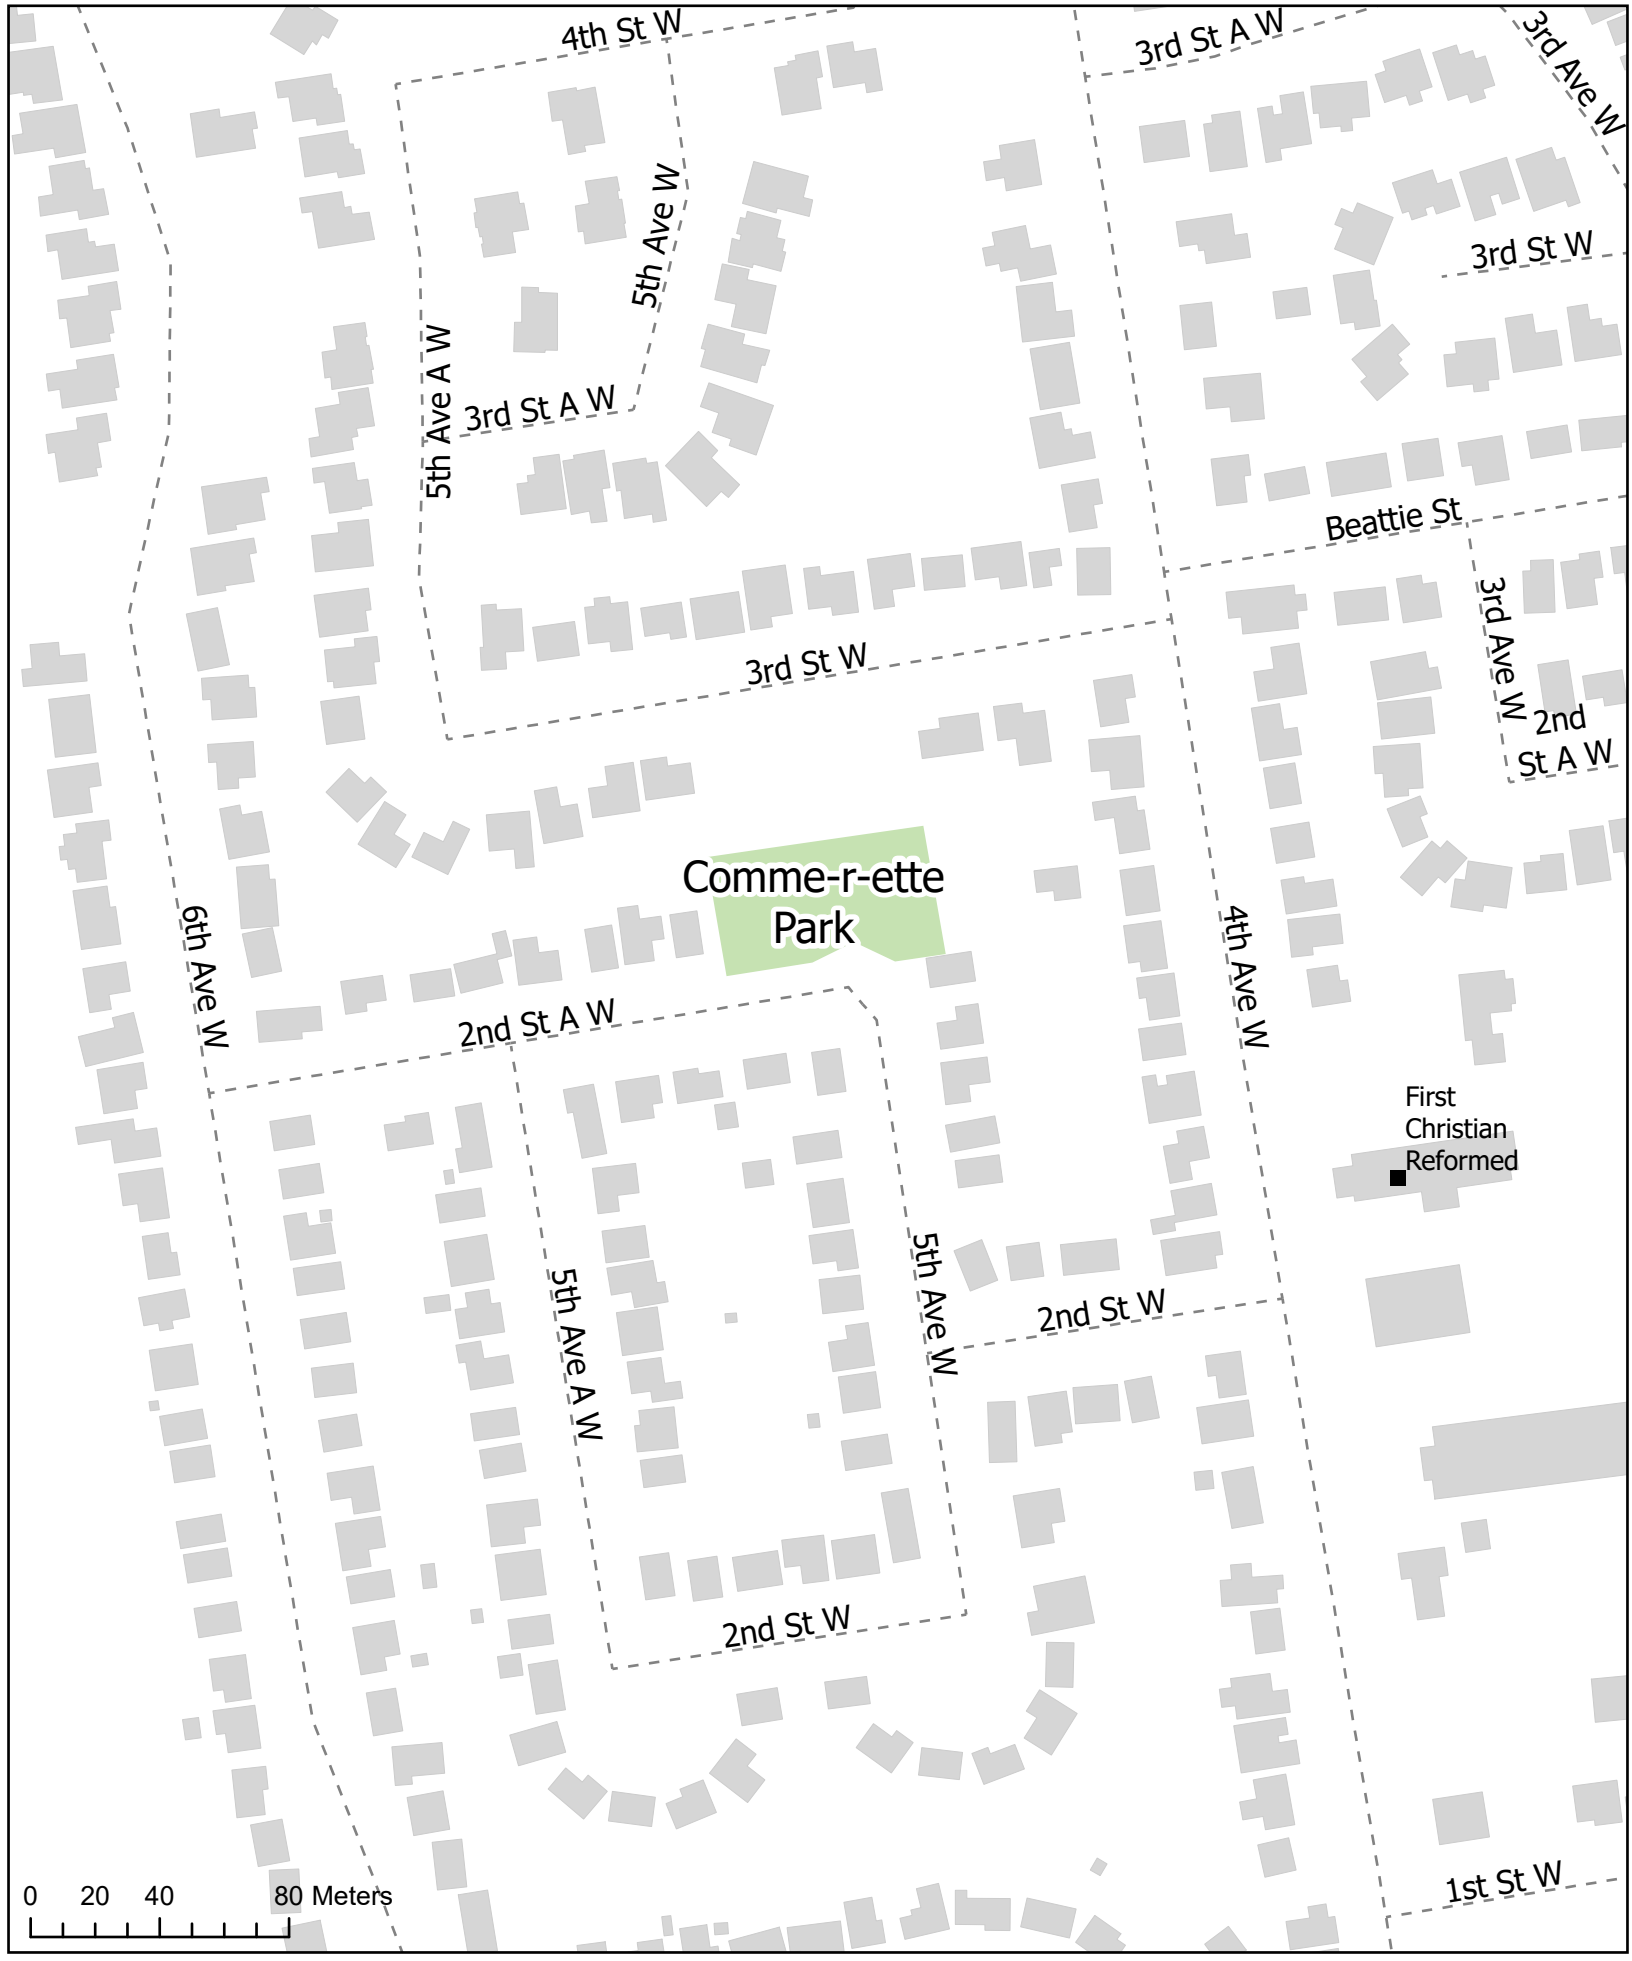 4th St W
3rd St A W
3rd Ave W
5th Ave W
3rd St W
5th Ave A W
3rd St A W
Beattie St
3rd Ave W
3rd St W
2nd
St A W
Comme-r-ette
Park
6th Ave W
4th Ave W
2nd St A W
First
Christian
Reformed
5th Ave W
5th Ave A W
2nd St W
2nd St W
1st St W
0 20 40 80 Meters